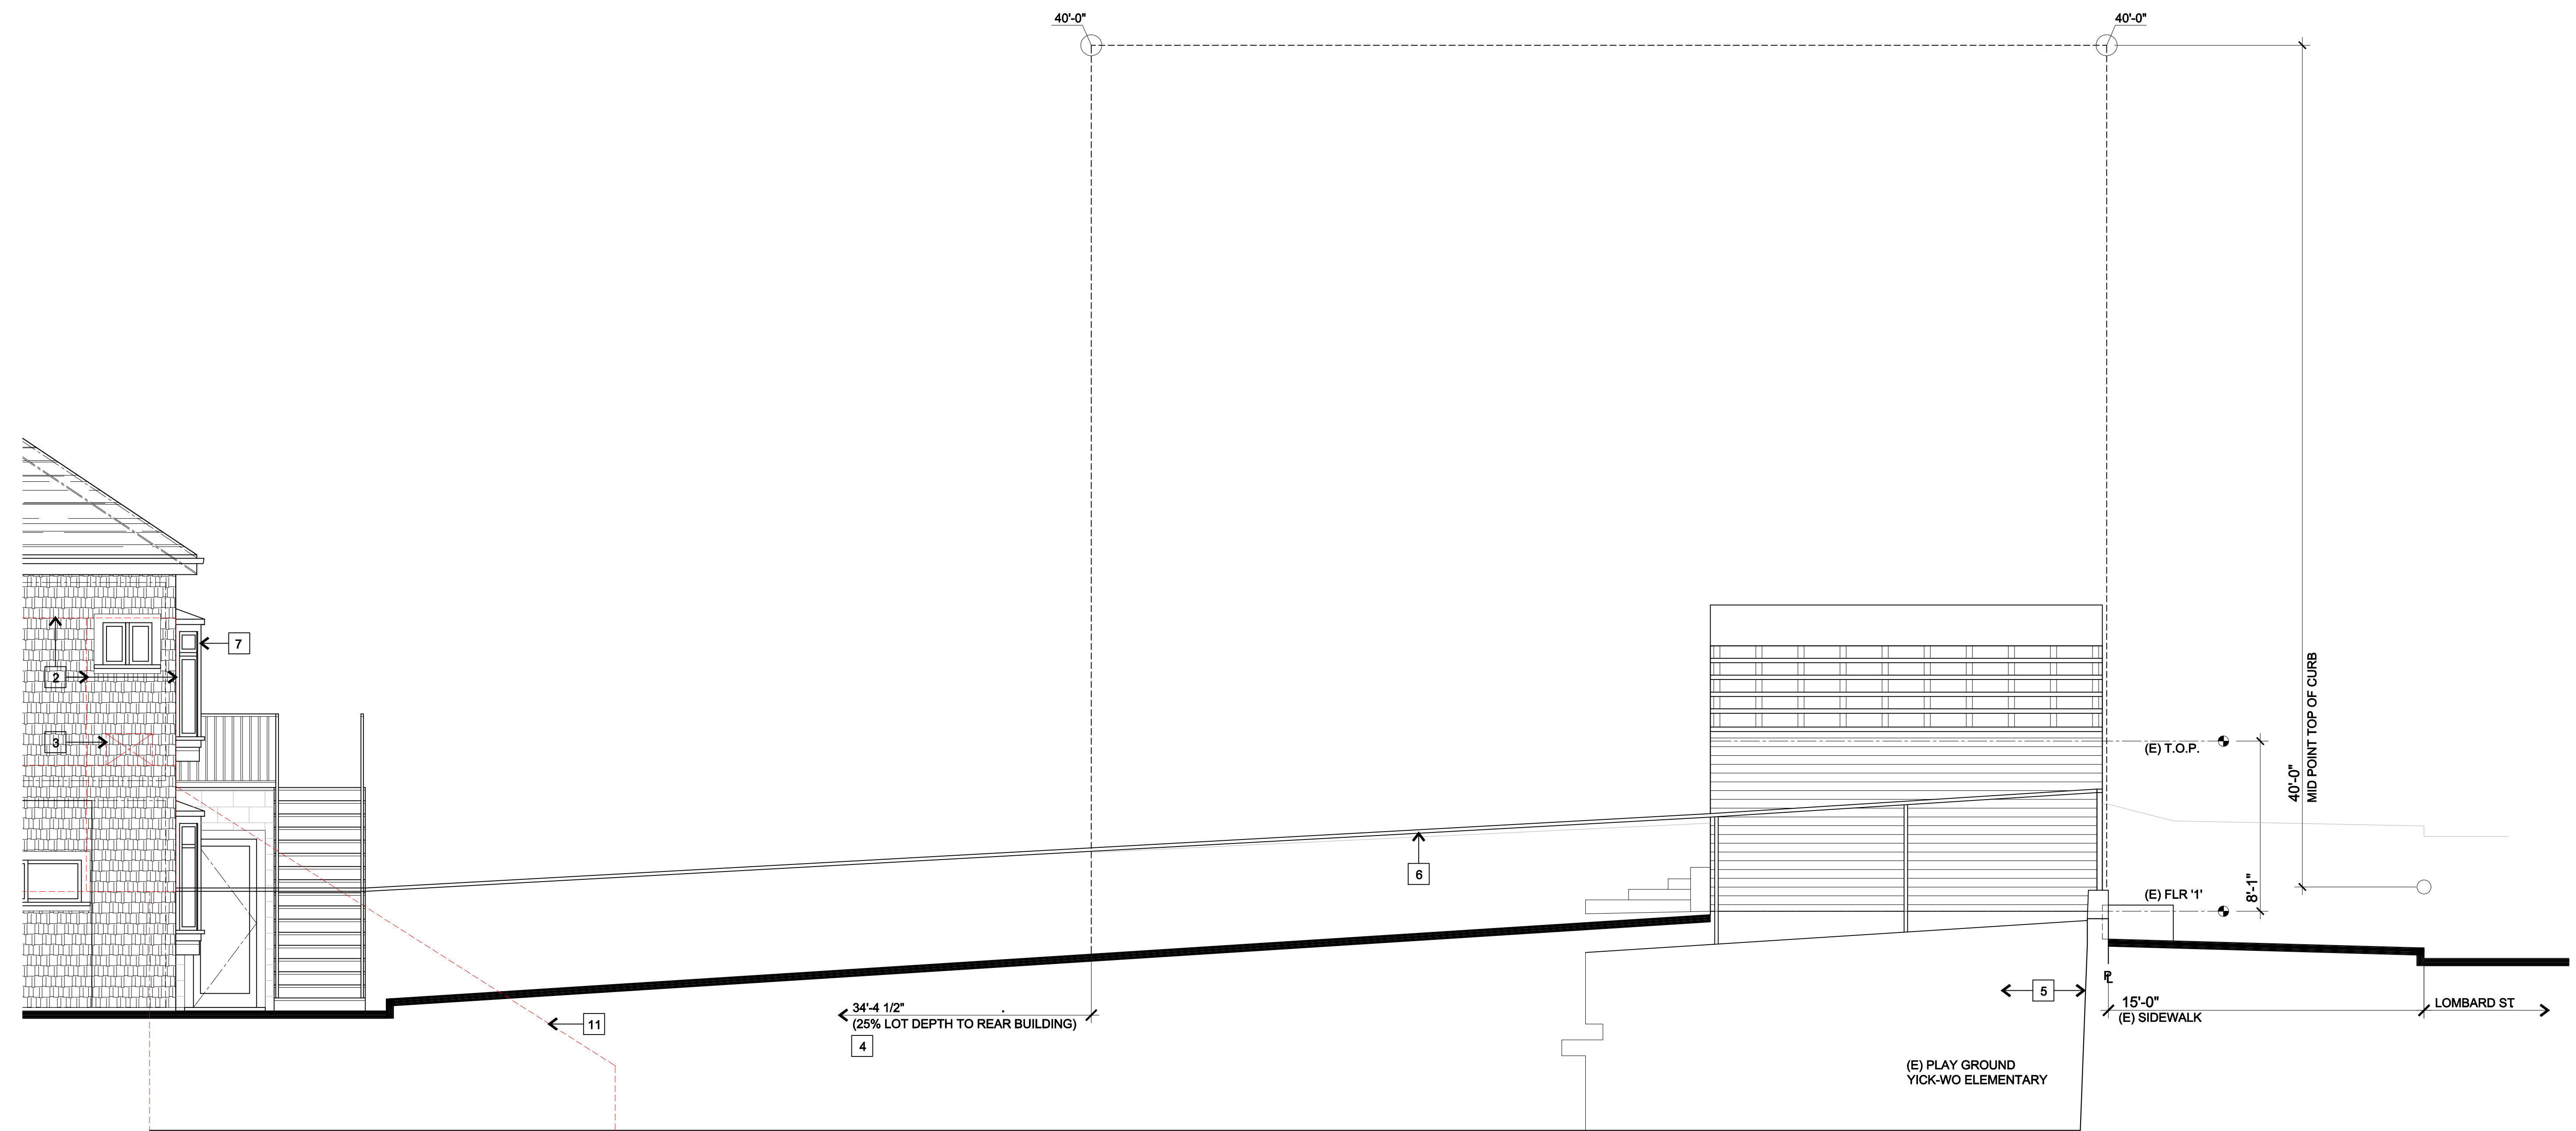 40'-0"
40'-0"
7
2
3
(E) T.O.P.
40'-0"
MID POINT TOP OF CURB
6
(E) FLR '1'
8'-1"
PL
5
15'-0"
(E) SIDEWALK
LOMBARD ST.
34'-4 1/2"
(25% LOT DEPTH TO REAR BUILDING)
4
11
(E) PLAY GROUND
YICK-WO ELEMENTARY